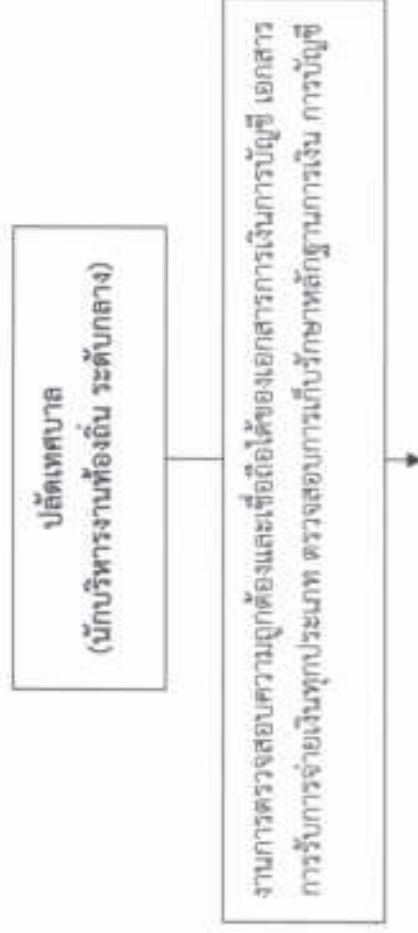 ปลัดเทศบาล
(นักบริหารงานท้องถิ่น ระดับกลาง)
งานการตรวจสอบความถูกต้องและเชื่อถือได้ของเอกสารการเงินการบัญชี เอกสาร
การรับการจ่ายเงินทุกประเภท ตรวจสอบการเก็บรักษาหลักฐานการเงิน การบัญชี